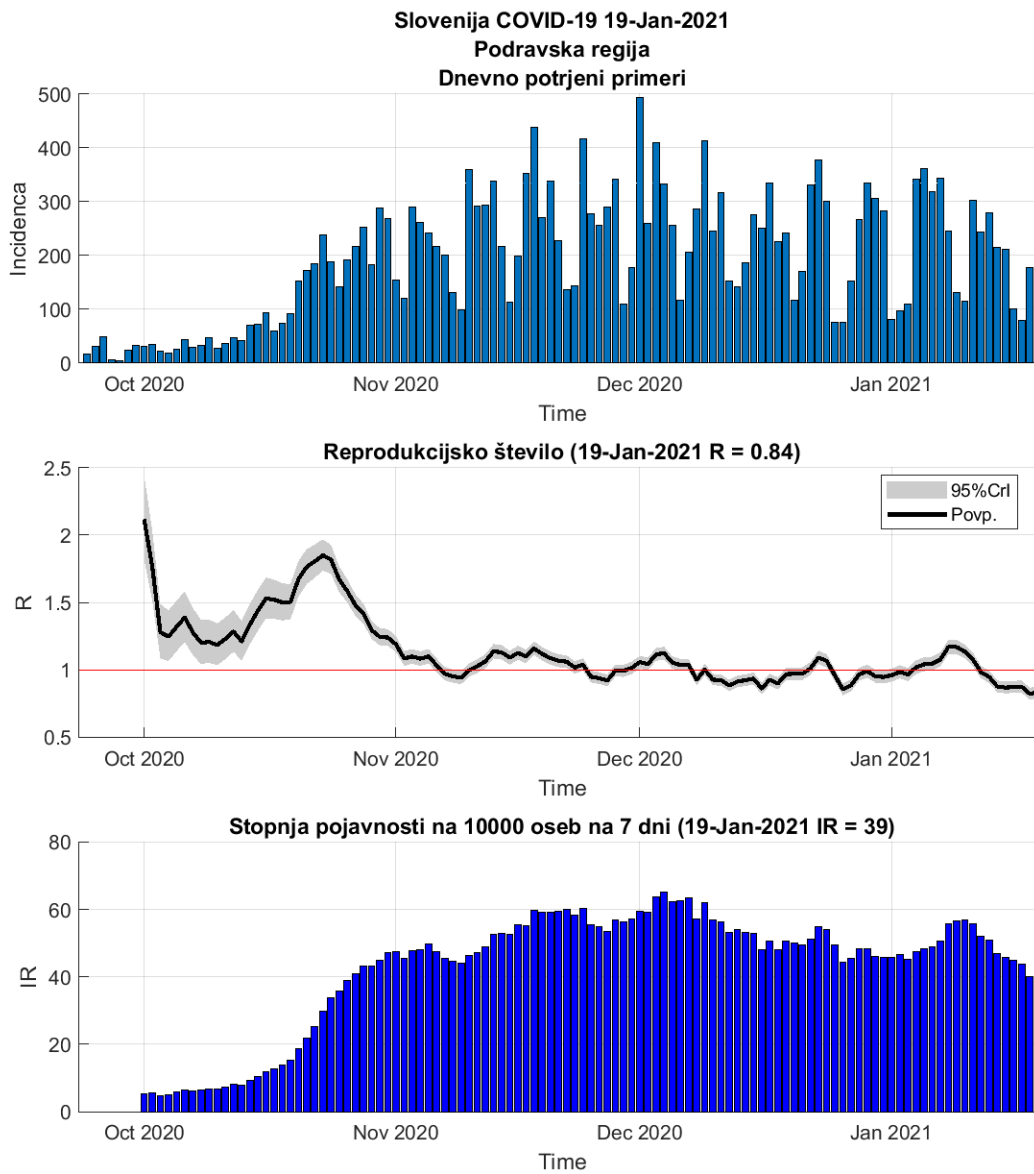 Slovenija COVID-19 19-Jan-2021
Podravska regija
Dnevno potrjeni primeri
500
400
300
200
100
0
Incidenca
Oct 2020 Nov 2020 Dec 2020 Jan 2021
Time
Reprodukcijsko število (19-Jan-2021 R = 0.84)
2.5
2
1.5
1
0.5
R
95%CrI
Povp.
Oct 2020 Nov 2020 Dec 2020 Jan 2021
Time
Stopnja pojavnosti na 10000 oseb na 7 dni (19-Jan-2021 IR = 39)
80
60
40
20
0
IR
Oct 2020 Nov 2020 Dec 2020 Jan 2021
Time